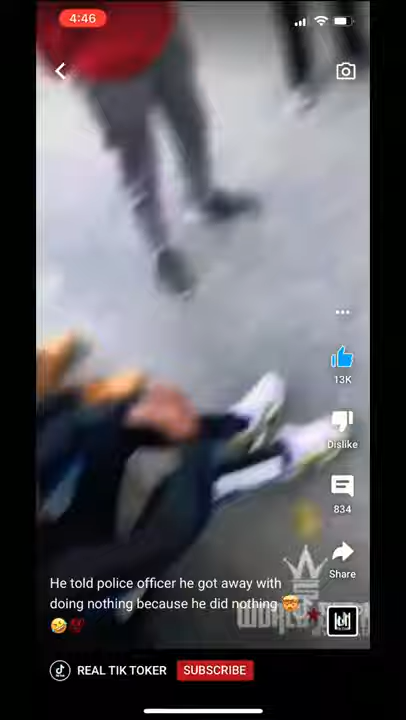 4:46
13K
Dislike
834
Share
He told police officer he got away with
doing nothing because he did nothing 🤯
🤣💯
REAL TIK TOKER
SUBSCRIBE